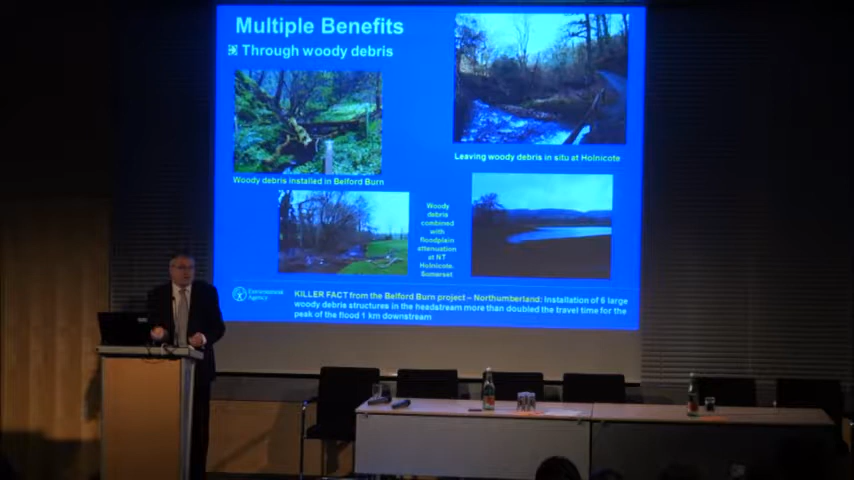 Multiple Benefits
Through woody debris
Woody debris installed in Belford Burn
Leaving woody debris in situ at Holnicote
Woody
debris
combined
with
floodplain
attenuation
at NT
Holnicote.
Somerset
Environment
Agency
KILLER FACT from the Belford Burn project – Northumberland: Installation of 6 large
woody debris structures in the headstream more than doubled the travel time for the
peak of the flood 1 km downstream